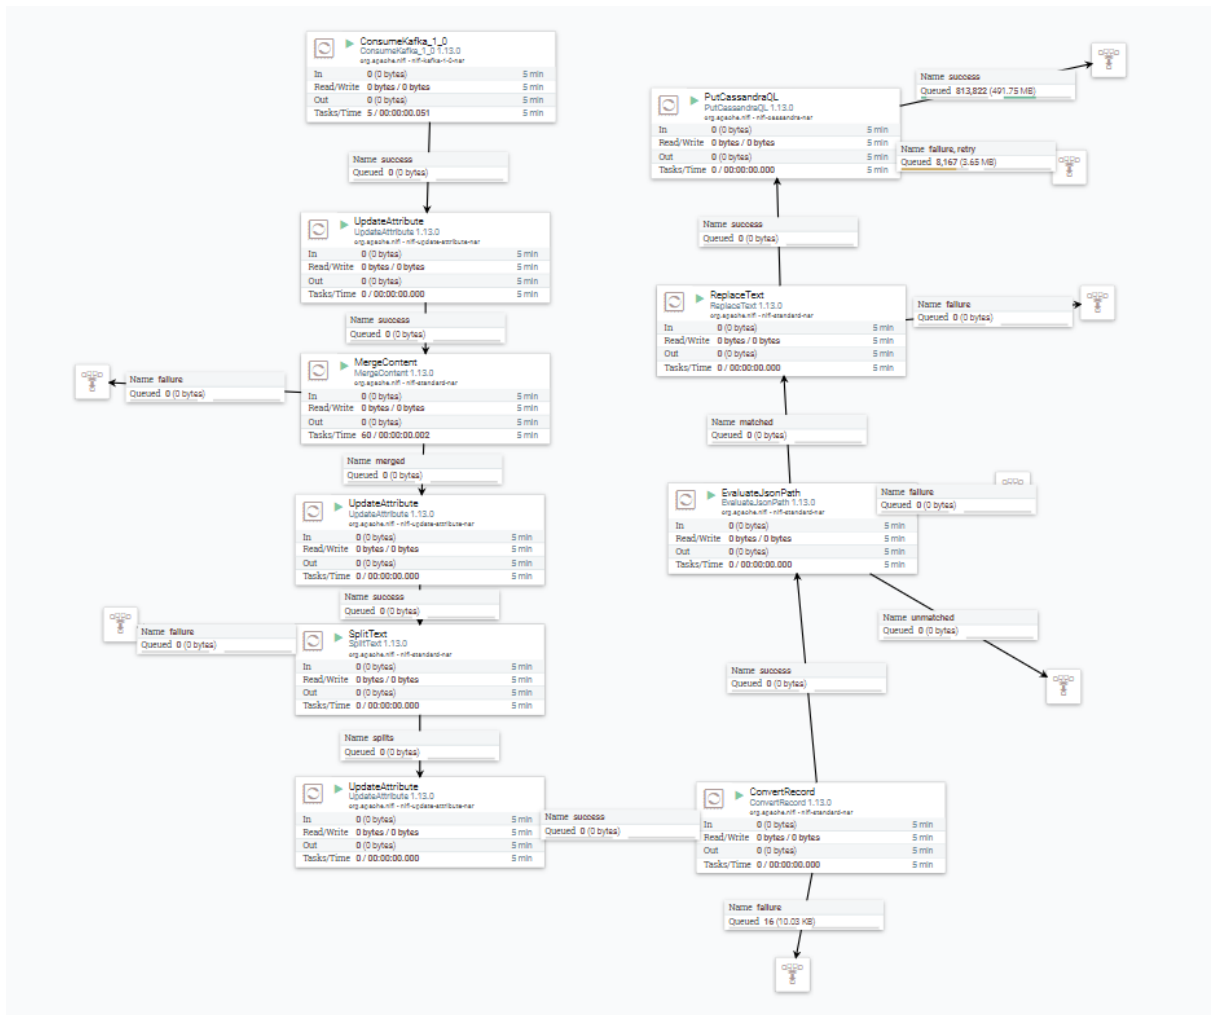 ConsumeKafka_1_0
ConsumeKafka_1_0 1.13.0
org.apache.nifi - nifi-kafka-1-0-nar
In 0 (0 bytes) 5 min
Read/Write 0 bytes / 0 bytes 5 min
Out 0 (0 bytes) 5 min
Tasks/Time 5 / 00:00:00.051 5 min
Name success
Queued 0 (0 bytes)
UpdateAttribute
UpdateAttribute 1.13.0
org.apache.nifi - nifi-update-attribute-nar
In 0 (0 bytes) 5 min
Read/Write 0 bytes / 0 bytes 5 min
Out 0 (0 bytes) 5 min
Tasks/Time 0 / 00:00:00.000 5 min
Name success
Queued 0 (0 bytes)
MergeContent
MergeContent 1.13.0
org.apache.nifi - nifi-standard-nar
In 0 (0 bytes) 5 min
Read/Write 0 bytes / 0 bytes 5 min
Out 0 (0 bytes) 5 min
Tasks/Time 60 / 00:00:00.002 5 min
Name failure
Queued 0 (0 bytes)
Name merged
Queued 0 (0 bytes)
UpdateAttribute
UpdateAttribute 1.13.0
org.apache.nifi - nifi-update-attribute-nar
In 0 (0 bytes) 5 min
Read/Write 0 bytes / 0 bytes 5 min
Out 0 (0 bytes) 5 min
Tasks/Time 0 / 00:00:00.000 5 min
Name success
Queued 0 (0 bytes)
Name failure
Queued 0 (0 bytes)
SplitText
SplitText 1.13.0
org.apache.nifi - nifi-standard-nar
In 0 (0 bytes) 5 min
Read/Write 0 bytes / 0 bytes 5 min
Out 0 (0 bytes) 5 min
Tasks/Time 0 / 00:00:00.000 5 min
Name splits
Queued 0 (0 bytes)
UpdateAttribute
UpdateAttribute 1.13.0
org.apache.nifi - nifi-update-attribute-nar
In 0 (0 bytes) 5 min
Read/Write 0 bytes / 0 bytes 5 min
Out 0 (0 bytes) 5 min
Tasks/Time 0 / 00:00:00.000 5 min
Name success
Queued 0 (0 bytes)
PutCassandraQL
PutCassandraQL 1.13.0
org.apache.nifi - nifi-cassandra-nar
In 0 (0 bytes) 5 min
Read/Write 0 bytes / 0 bytes 5 min
Out 0 (0 bytes) 5 min
Tasks/Time 0 / 00:00:00.000 5 min
Name success
Queued 813,822 (491.75 MB)
Name failure, retry
Queued 8,167 (3.65 MB)
Name success
Queued 0 (0 bytes)
ReplaceText
ReplaceText 1.13.0
org.apache.nifi - nifi-standard-nar
In 0 (0 bytes) 5 min
Read/Write 0 bytes / 0 bytes 5 min
Out 0 (0 bytes) 5 min
Tasks/Time 0 / 00:00:00.000 5 min
Name failure
Queued 0 (0 bytes)
Name matched
Queued 0 (0 bytes)
EvaluateJsonPath
EvaluateJsonPath 1.13.0
org.apache.nifi - nifi-standard-nar
In 0 (0 bytes) 5 min
Read/Write 0 bytes / 0 bytes 5 min
Out 0 (0 bytes) 5 min
Tasks/Time 0 / 00:00:00.000 5 min
Name failure
Queued 0 (0 bytes)
Name unmatched
Queued 0 (0 bytes)
Name success
Queued 0 (0 bytes)
ConvertRecord
ConvertRecord 1.13.0
org.apache.nifi - nifi-standard-nar
In 0 (0 bytes) 5 min
Read/Write 0 bytes / 0 bytes 5 min
Out 0 (0 bytes) 5 min
Tasks/Time 0 / 00:00:00.000 5 min
Name failure
Queued 16 (10.03 KB)